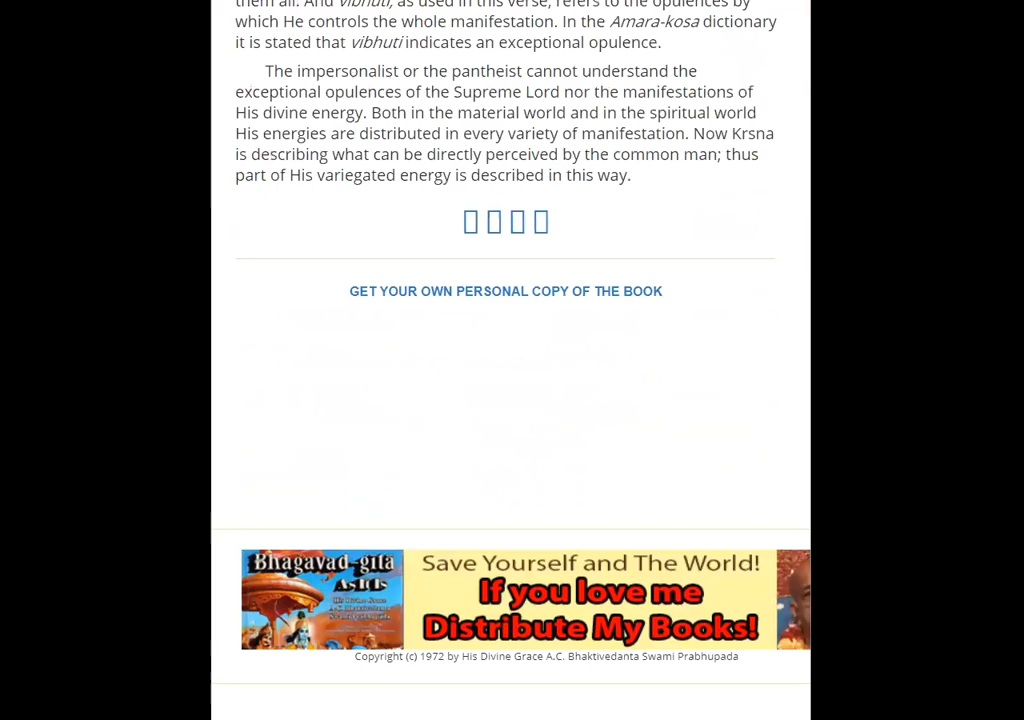 them all. And vibhuti, as used in this verse, refers to the opulences by
which He controls the whole manifestation. In the Amara-kosa dictionary
it is stated that vibhuti indicates an exceptional opulence.
The impersonalist or the pantheist cannot understand the
exceptional opulences of the Supreme Lord nor the manifestations of
His divine energy. Both in the material world and in the spiritual world
His energies are distributed in every variety of manifestation. Now Krsna
is describing what can be directly perceived by the common man; thus
part of His variegated energy is described in this way.
GET YOUR OWN PERSONAL COPY OF THE BOOK
Bhagavad-gita
As It Is
Save Yourself and The World!
If you love me
Distribute My Books!
Copyright (c) 1972 by His Divine Grace A.C. Bhaktivedanta Swami Prabhupada